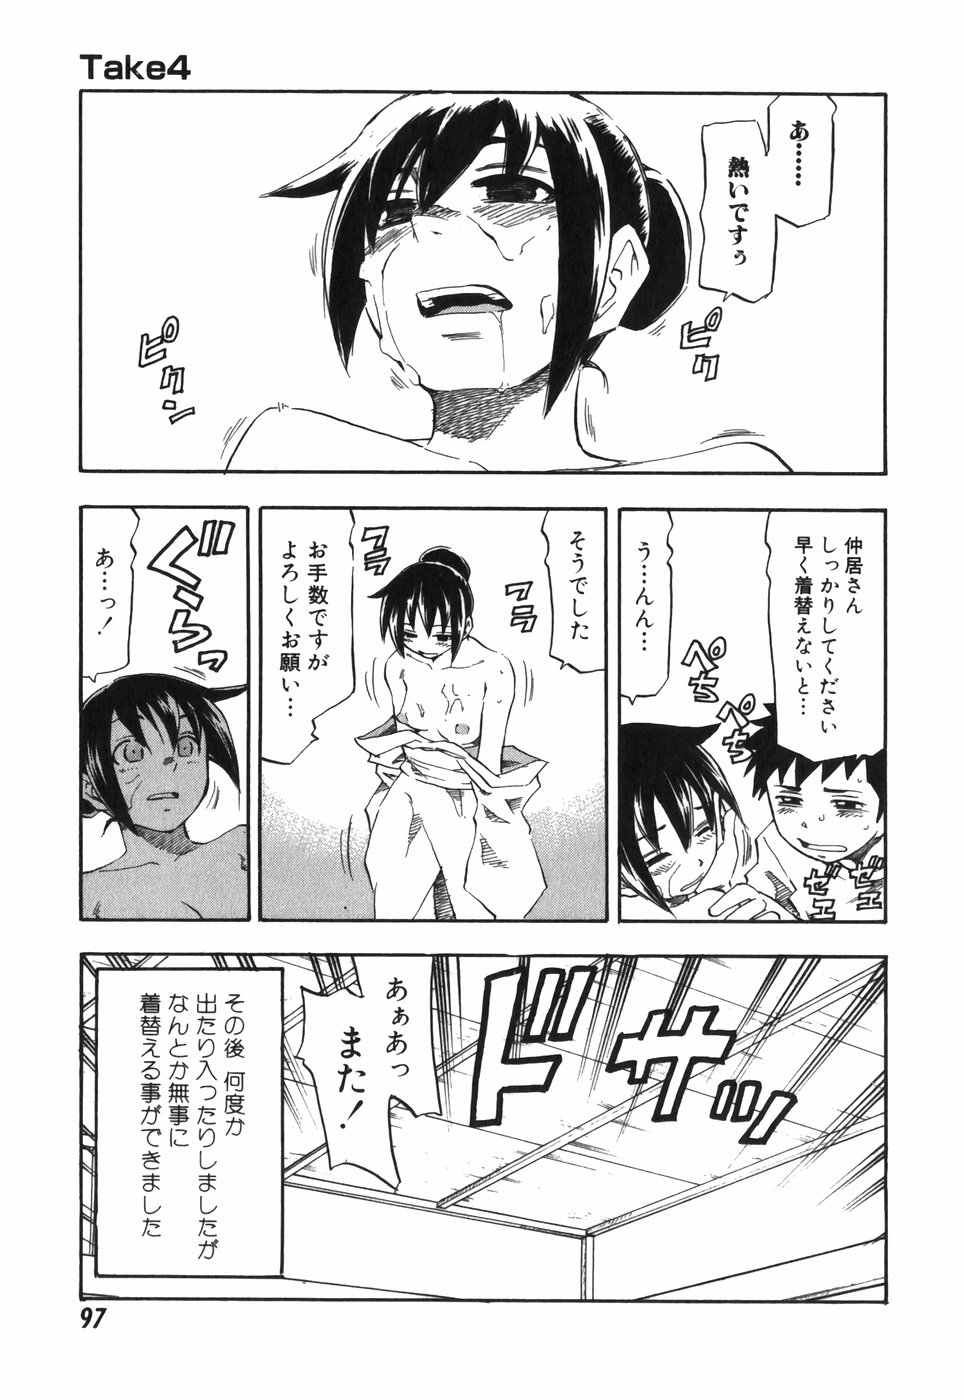 Take4
あ……
熱いですぅ
ピクン
ピク
仲居さん
しっかりしてください
早く着替えないと…
う…んん…
ぺち
ぺち
ゼェ
ゼェ
そうでした
お手数ですが
よろしくお願い…
フラ
フラ
あ…っ!
ぐらっ
あぁあっ
また!
ドサッ
その後 何度か
出たり入ったりしましたが
なんとか無事に
着替える事ができました
97